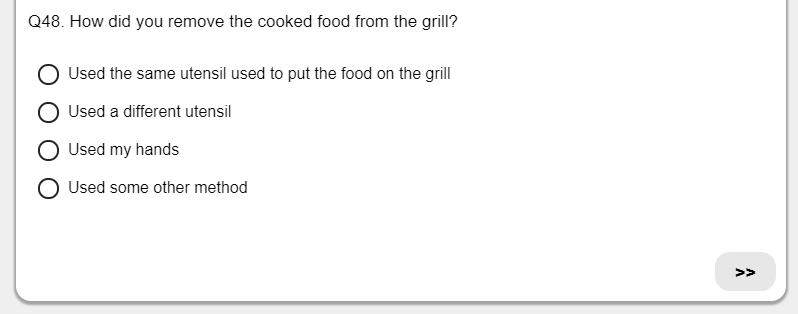 Q48. How did you remove the cooked food from the grill?
Used the same utensil used to put the food on the grill
Used a different utensil
Used my hands
Used some other method
>>